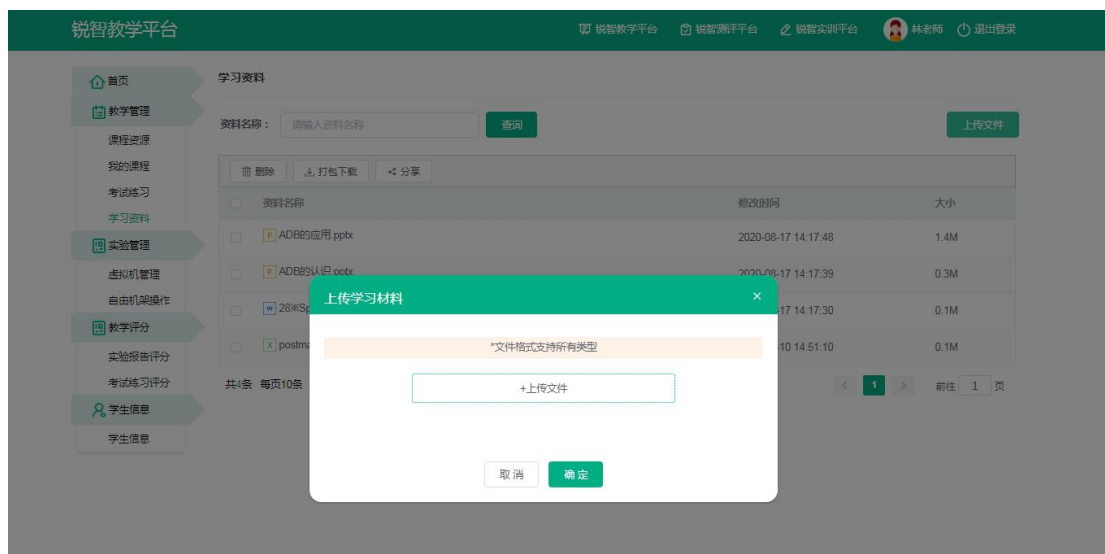 锐智教学平台 锐智教学平台 锐智测评平台 锐智实训平台 林老师 退出登录
首页
教学管理
课程资源
我的课程
考试练习
学习资料
实验管理
虚拟机管理
自由机架操作
教学评分
实验报告评分
考试练习评分
学生信息
学生信息
学习资料
资料名称: 请输入资料名称 查询 上传文件
删除 打包下载 分享
资料名称 修改时间 大小
ADB的应用.pptx 2020-08-17 14:17:48 1.4M
ADB的认识.pptx 2020-08-17 14:17:39 0.3M
-17 14:17:30 0.1M
-10 14:51:10 0.1M
共4条 每页10条 1 前往 1 页
上传学习材料 ×
*文件格式支持所有类型
+上传文件
取消 确定